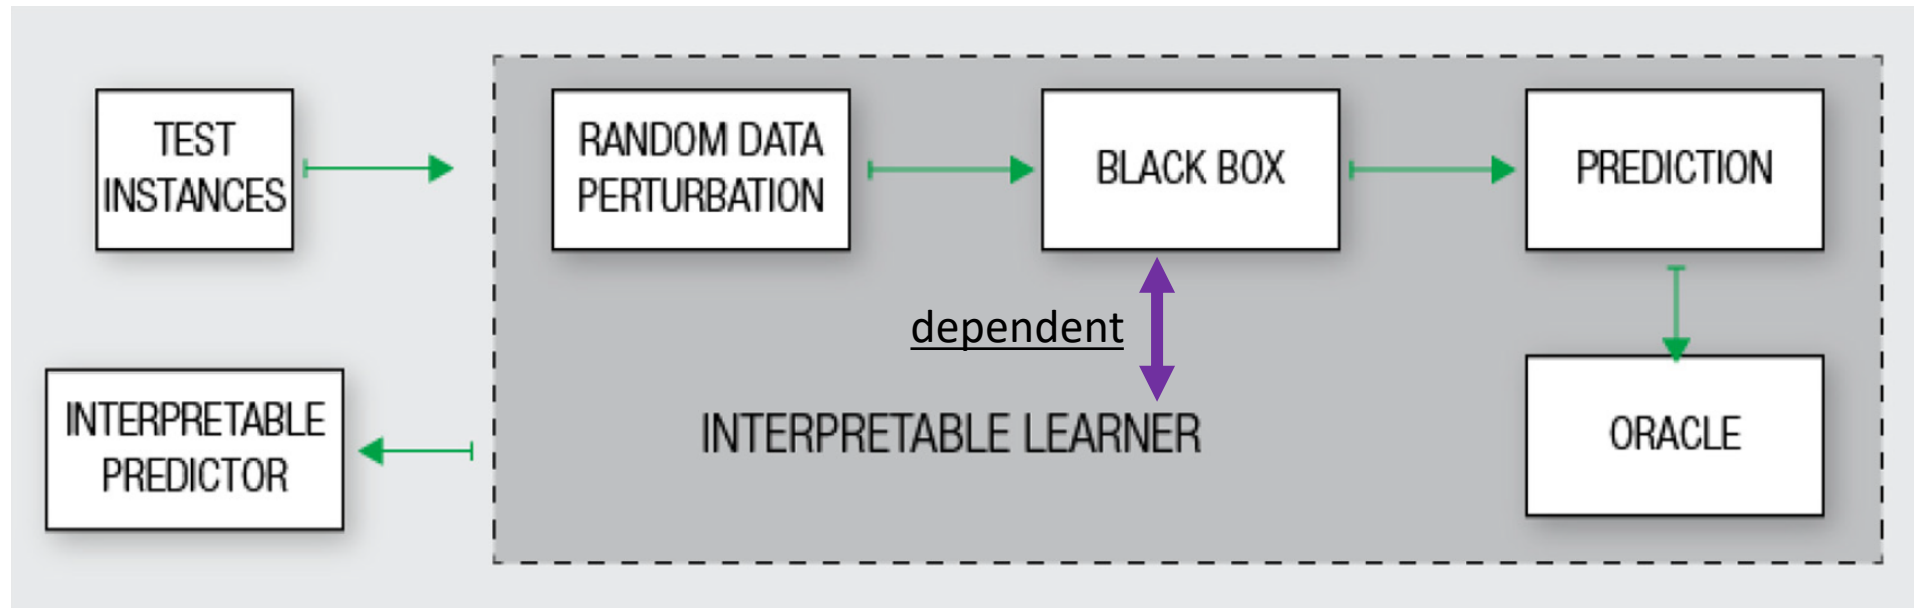 TEST
INSTANCES
RANDOM DATA
PERTURBATION
BLACK BOX
PREDICTION
dependent
INTERPRETABLE
PREDICTOR
INTERPRETABLE LEARNER
ORACLE